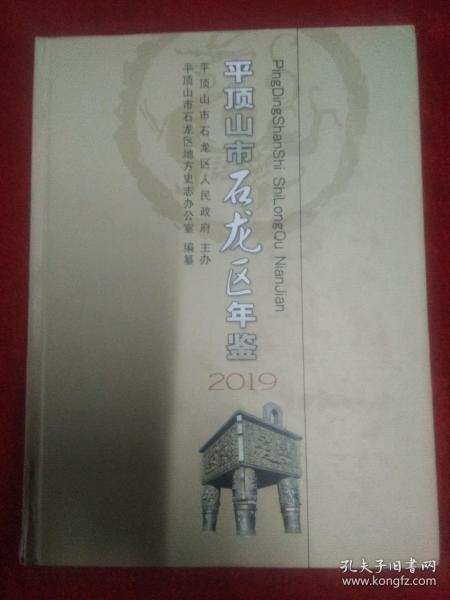 PingDingShanShi ShiLongQu NianJian
平顶山市石龙区年鉴
2019
平顶山市石龙区人民政府 主办
平顶山市石龙区地方史志办公室 编纂
孔夫子旧书网
www.kongfz.com